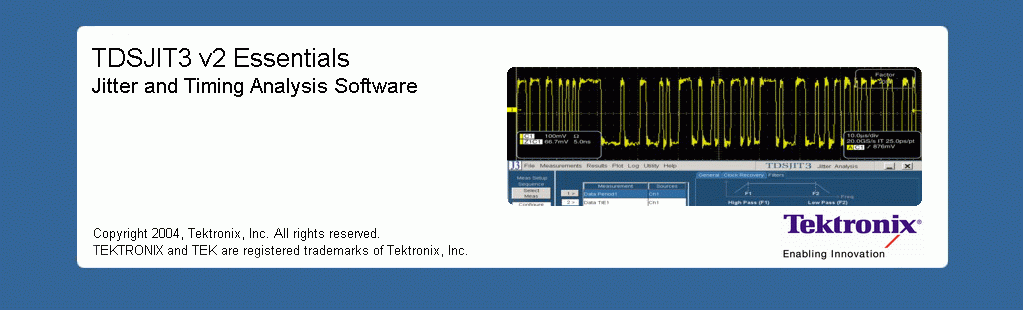 TDSJIT3 v2 Essentials
Jitter and Timing Analysis Software
Factor
C1 100mV Ω
Z1C1 66.7mV 5.0ns
10.0µs/div
20.0GS/s IT 25.0ps/pt
A C1 / 876mV
J3 File Measurements Results Plot Log Utility Help TDSJIT3 Jitter Analysis
Meas Setup
Sequence
Select
Meas
Configure
Measurement Sources
1 Data Period1 Ch1
2 Data TIE1 Ch1
General Clock Recovery Filters
F1 F2
Freq
High Pass (F1) Low Pass (F2)
Copyright 2004, Tektronix, Inc. All rights reserved.
TEKTRONIX and TEK are registered trademarks of Tektronix, Inc.
Tektronix
Enabling Innovation